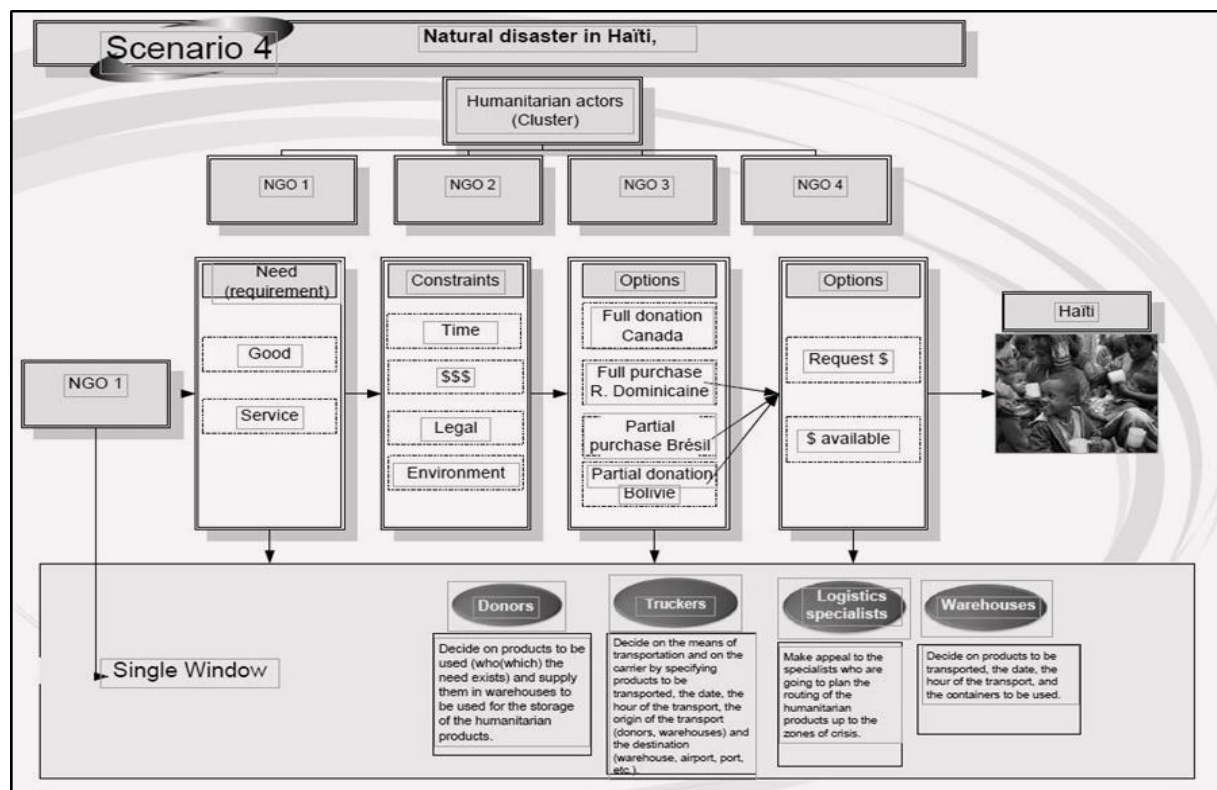 Scenario 4
Natural disaster in Haïti,
Humanitarian actors
(Cluster)
NGO 1
NGO 2
NGO 3
NGO 4
NGO 1
Need
(requirement)
Good
Service
Constraints
Time
$$$
Legal
Environment
Options
Full donation
Canada
Full purchase
R. Dominicaine
Partial
purchase Brésil
Partial donation
Bolivie
Options
Request $
$ available
Haïti
Single Window
Donors
Decide on products to be
used (who(which) the
need exists) and supply
them in warehouses to
be used for the storage
of the humanitarian
products.
Truckers
Decide on the means of
transportation and on the
carrier by specifying
products to be
transported, the date, the
hour of the transport, the
origin of the transport
(donors, warehouses) and
the destination
(warehouse, airport, port,
etc.).
Logistics
specialists
Make appeal to the
specialists who are
going to plan the
routing of the
humanitarian
products up to the
zones of crisis.
Warehouses
Decide on products to be
transported, the date, the
hour of the transport, and
the containers to be used.